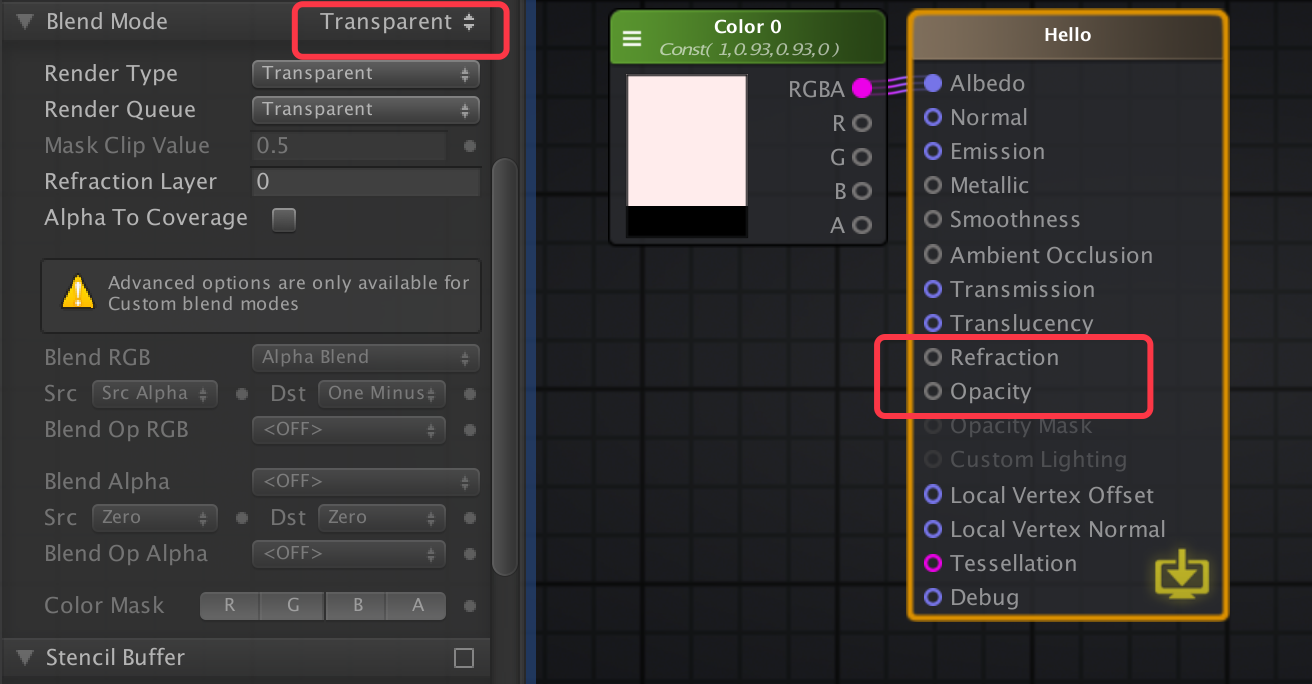 Blend Mode Transparent
Render Type Transparent
Render Queue Transparent
Mask Clip Value 0.5
Refraction Layer 0
Alpha To Coverage
Advanced options are only available for
Custom blend modes
Blend RGB Alpha Blend
Src Src Alpha Dst One Minus
Blend Op RGB <OFF>
Blend Alpha <OFF>
Src Zero Dst Zero
Blend Op Alpha <OFF>
Color Mask R G B A
Stencil Buffer
Color 0
Const( 1,0.93,0.93,0 )
RGBA
R
G
B
A
Hello
Albedo
Normal
Emission
Metallic
Smoothness
Ambient Occlusion
Transmission
Translucency
Refraction
Opacity
Opacity Mask
Custom Lighting
Local Vertex Offset
Local Vertex Normal
Tessellation
Debug